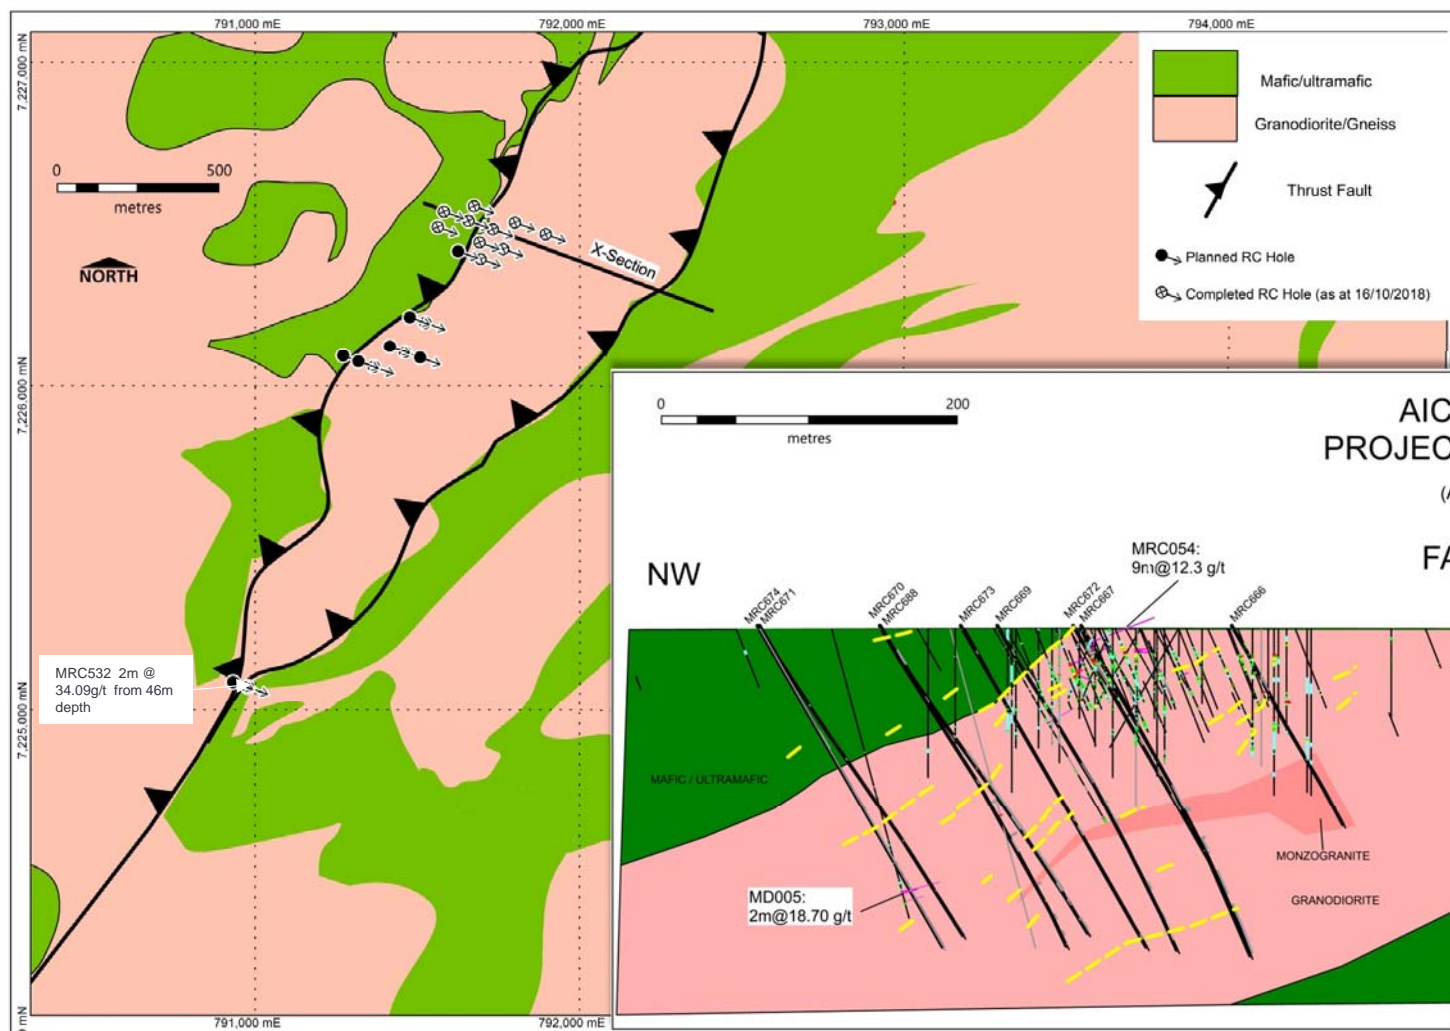 791,000 mE
792,000 mE
793,000 mE
794,000 mE
7,227,000 mN
7,226,000 mN
7,225,000 mN
mN
0
500
metres
NORTH
X-Section
Mafic/ultramafic
Granodiorite/Gneiss
Thrust Fault
Planned RC Hole
Completed RC Hole (as at 16/10/2018)
MRC532 2m @
34.09g/t from 46m
depth
791,000 mE
792,000 mE
0
200
metres
AIC
PROJEC
(A
FA
NW
MRC054:
9m@12.3 g/t
MRC674
MRC671
MRC670
MRC688
MRC673
MRC669
MRC672
MRC667
MRC666
MAFIC / ULTRAMAFIC
MD005:
2m@18.70 g/t
MONZOGRANITE
GRANODIORITE